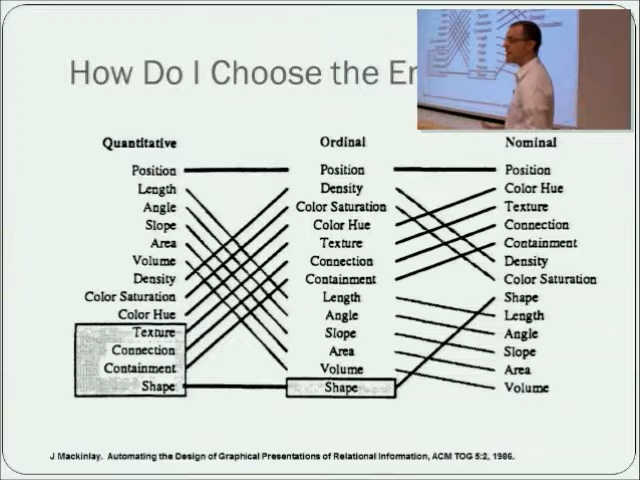 How Do I Choose the En
Quantitative Ordinal Nominal
Position Position Position
Length Density Color Hue
Angle Color Saturation Texture
Slope Color Hue Connection
Area Texture Containment
Volume Connection Density
Density Containment Color Saturation
Color Saturation Length Shape
Color Hue Angle Length
Texture Slope Angle
Connection Area Slope
Containment Volume Area
Shape Shape Volume
J Mackinlay. Automating the Design of Graphical Presentations of Relational Information, ACM TOG 5:2, 1986.